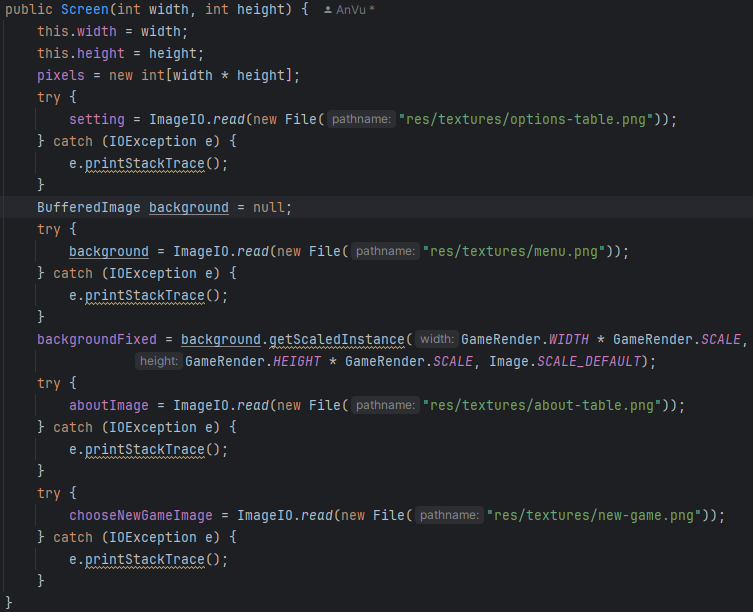 public Screen(int width, int height) { AnVu *
this.width = width;
this.height = height;
pixels = new int[width * height];
try {
setting = ImageIO.read(new File( pathname: "res/textures/options-table.png"));
} catch (IOException e) {
e.printStackTrace();
}
BufferedImage background = null;
try {
background = ImageIO.read(new File( pathname: "res/textures/menu.png"));
} catch (IOException e) {
e.printStackTrace();
}
backgroundFixed = background.getScaledInstance( width: GameRender.WIDTH * GameRender.SCALE,
height: GameRender.HEIGHT * GameRender.SCALE, Image.SCALE_DEFAULT);
try {
aboutImage = ImageIO.read(new File( pathname: "res/textures/about-table.png"));
} catch (IOException e) {
e.printStackTrace();
}
try {
chooseNewGameImage = ImageIO.read(new File( pathname: "res/textures/new-game.png"));
} catch (IOException e) {
e.printStackTrace();
}
}